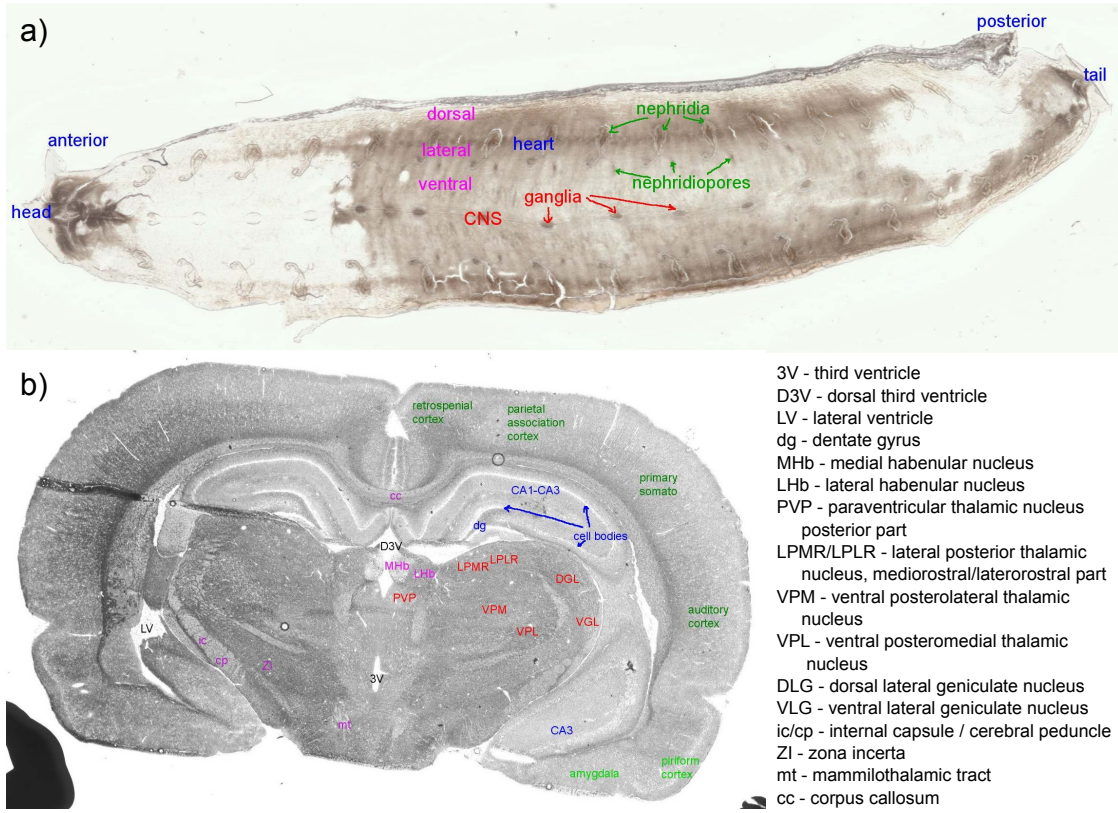 a)
posterior
tail
dorsal
nephridia
anterior
lateral
heart
ventral
nephridiopores
ganglia
head
CNS
b)
retrospenial
cortex
parietal
association
cortex
primary
somato
cc
CA1-CA3
dg
cell bodies
D3V
MHb
LHb
LPMR
LPLR
DGL
PVP
VPM
VPL
VGL
auditory
cortex
LV
ic
cp
ZI
3V
mt
CA3
amygdala
piriform
cortex
3V - third ventricle
D3V - dorsal third ventricle
LV - lateral ventricle
dg - dentate gyrus
MHb - medial habenular nucleus
LHb - lateral habenular nucleus
PVP - paraventricular thalamic nucleus
posterior part
LPMR/LPLR - lateral posterior thalamic
nucleus, mediorostral/laterorostral part
VPM - ventral posterolateral thalamic
nucleus
VPL - ventral posteromedial thalamic
nucleus
DLG - dorsal lateral geniculate nucleus
VLG - ventral lateral geniculate nucleus
ic/cp - internal capsule / cerebral peduncle
ZI - zona incerta
mt - mammilothalamic tract
cc - corpus callosum